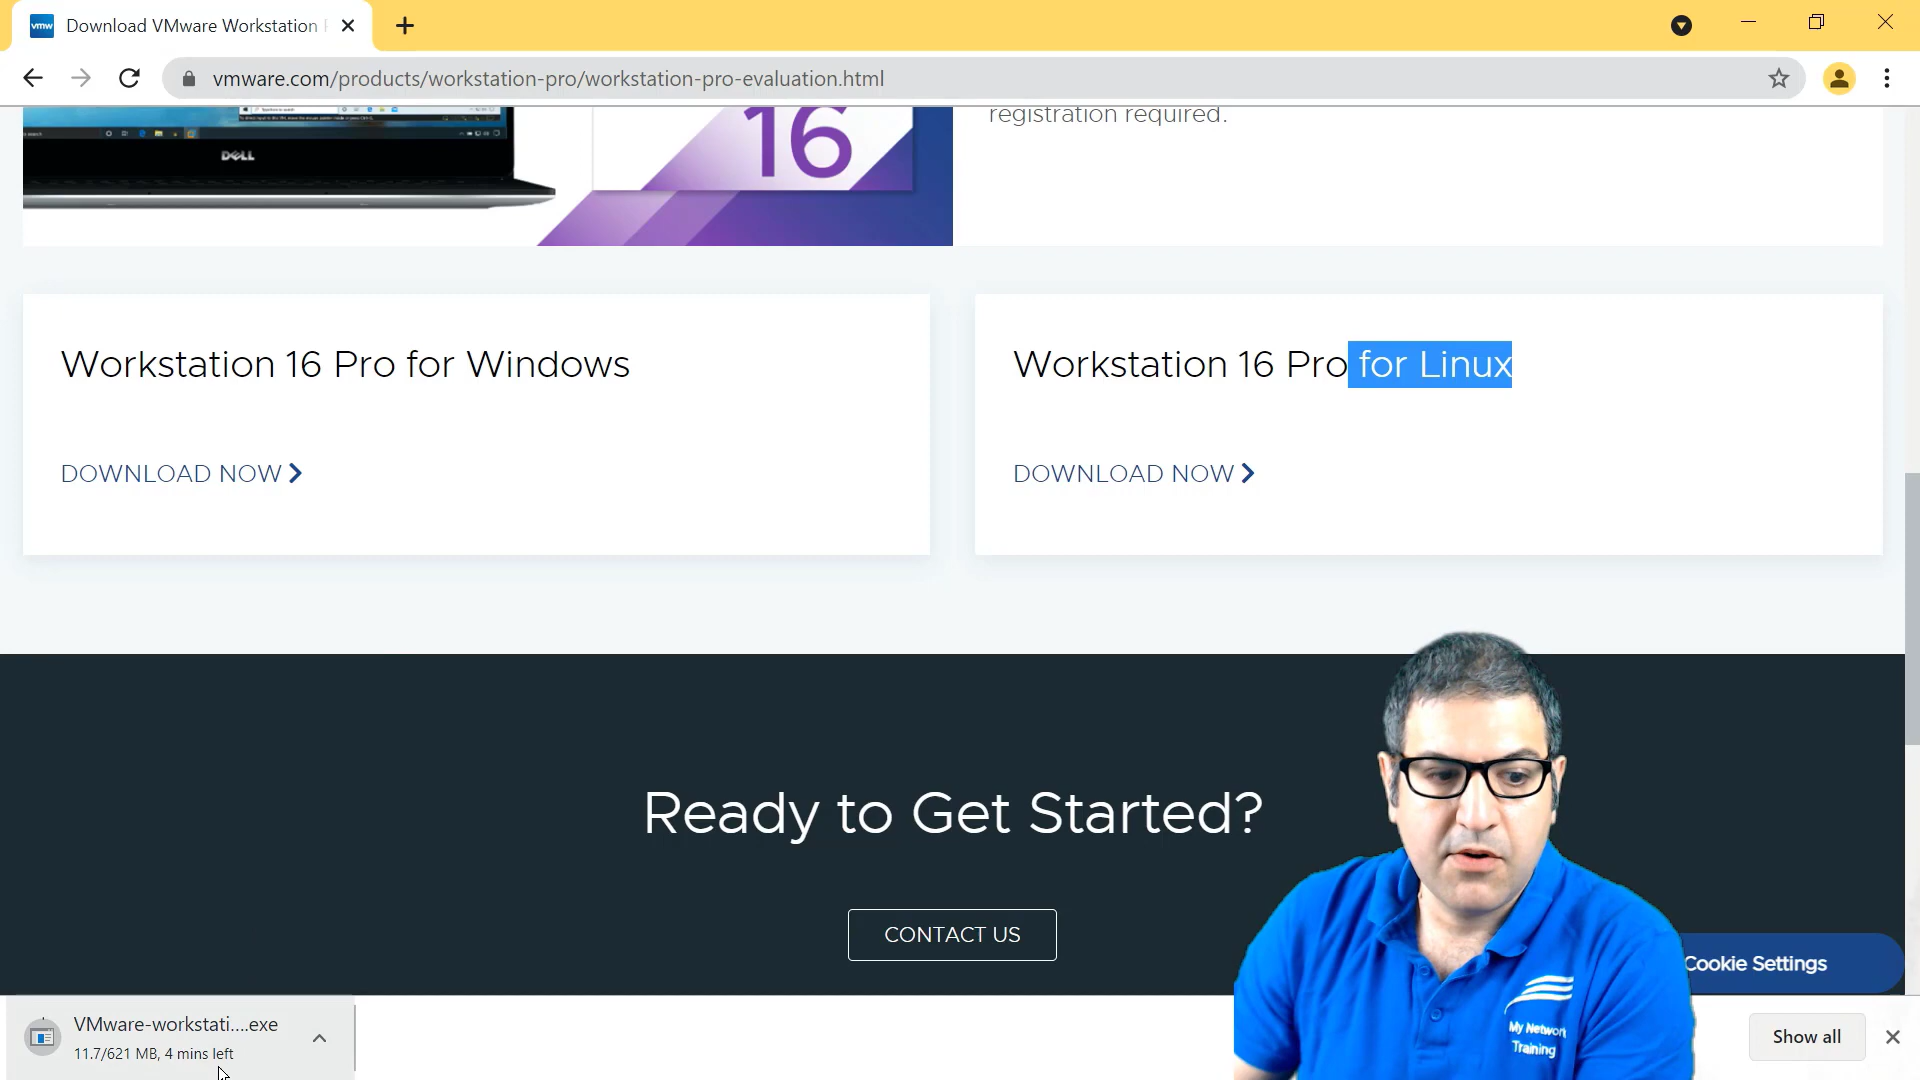 vmw Download VMware Workstation
vmware.com/products/workstation-pro/workstation-pro-evaluation.html
registration required.
DELL
16
Workstation 16 Pro for Windows
Workstation 16 Pro for Linux
DOWNLOAD NOW
DOWNLOAD NOW
Ready to Get Started?
CONTACT US
Cookie Settings
My Network
Training
VMware-workstati....exe
11.7/621 MB, 4 mins left
Show all